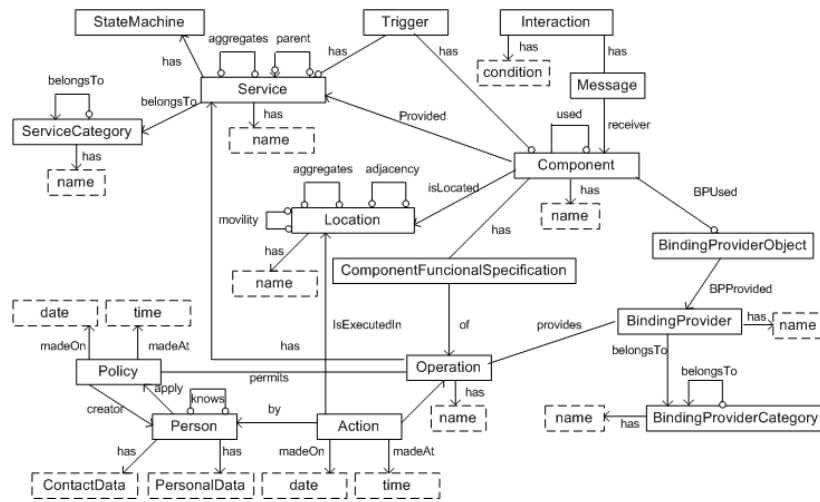 StateMachine
aggregates
parent
Trigger
Interaction
has
has
has
has
has
condition
Message
belongsTo
Service
belongsTo
Provided
used
receiver
ServiceCategory
has
name
has
name
aggregates
adjacency
isLocated
Component
has
name
BPUsed
movility
Location
has
name
has
BindingProviderObject
ComponentFuncionalSpecification
BPProvided
date
time
IsExecutedIn
of
provides
BindingProvider
has
name
madeOn
madeAt
has
belongsTo
Policy
permits
Operation
belongsTo
apply
creator
knows
has
name
name
has
BindingProviderCategory
Person
by
Action
has
has
madeOn
madeAt
ContactData
PersonalData
date
time